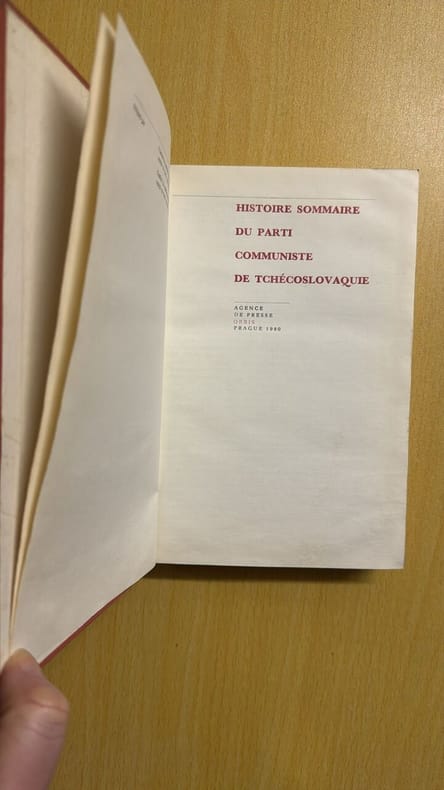 HISTOIRE SOMMAIRE
DU PARTI
COMMUNISTE
DE TCHÉCOSLOVAQUIE
AGENCE
DE PRESSE
ORBIS
PRAGUE 1980